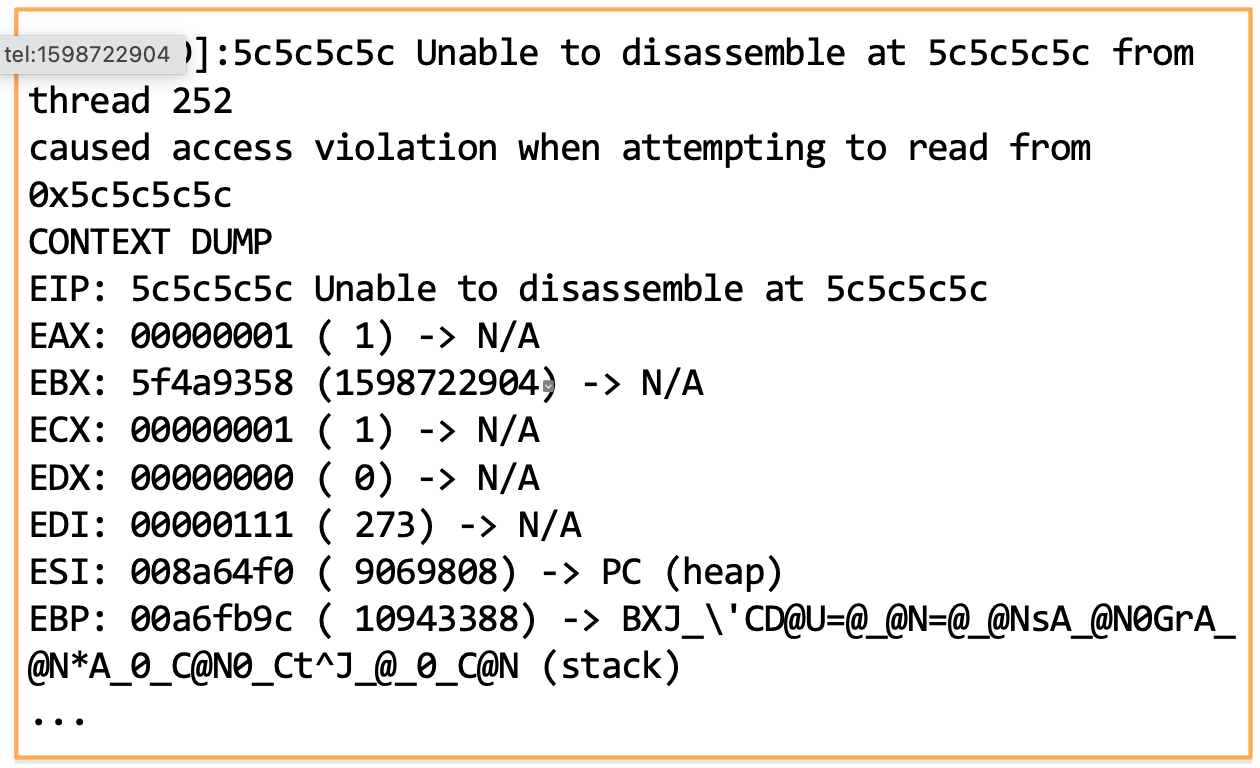 tel:1598722904
]:5c5c5c5c Unable to disassemble at 5c5c5c5c from
thread 252
caused access violation when attempting to read from
0x5c5c5c5c
CONTEXT DUMP
EIP: 5c5c5c5c Unable to disassemble at 5c5c5c5c
EAX: 00000001 ( 1) -> N/A
EBX: 5f4a9358 (1598722904) -> N/A
ECX: 00000001 ( 1) -> N/A
EDX: 00000000 ( 0) -> N/A
EDI: 00000111 ( 273) -> N/A
ESI: 008a64f0 ( 9069808) -> PC (heap)
EBP: 00a6fb9c ( 10943388) -> BXJ_\'CD@U=@_@N=@_@NsA_@N0GrA_
@N*A_0_C@N0_Ct^J_@_0_C@N (stack)
...